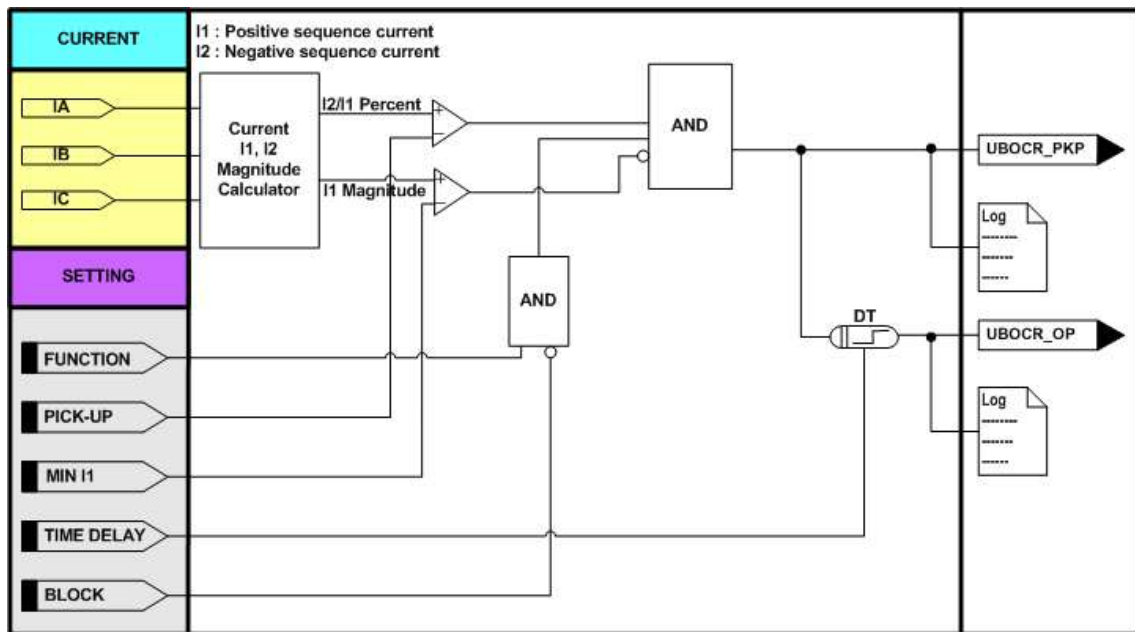 CURRENT
I1 : Positive sequence current
I2 : Negative sequence current
IA
IB
IC
Current
I1, I2
Magnitude
Calculator
I2/I1 Percent
I1 Magnitude
+
-
+
-
AND
AND
UBOCR_PKP
Log
SETTING
FUNCTION
PICK-UP
MIN I1
TIME DELAY
BLOCK
DT
UBOCR_OP
Log